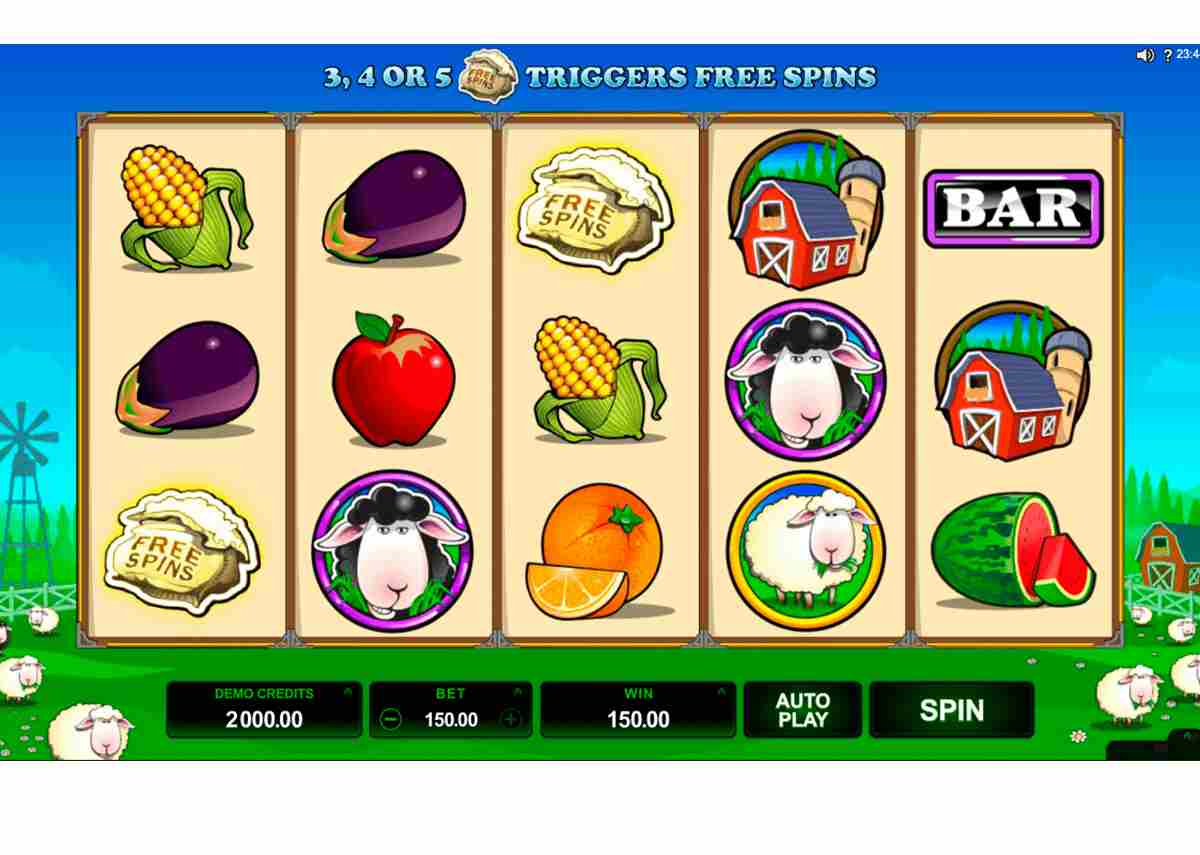 3, 4 OR 5 FREE SPINS TRIGGERS FREE SPINS
? 23:4
FREE SPINS
BAR
FREE SPINS
DEMO CREDITS
2000.00
BET
150.00
WIN
150.00
AUTO PLAY
SPIN